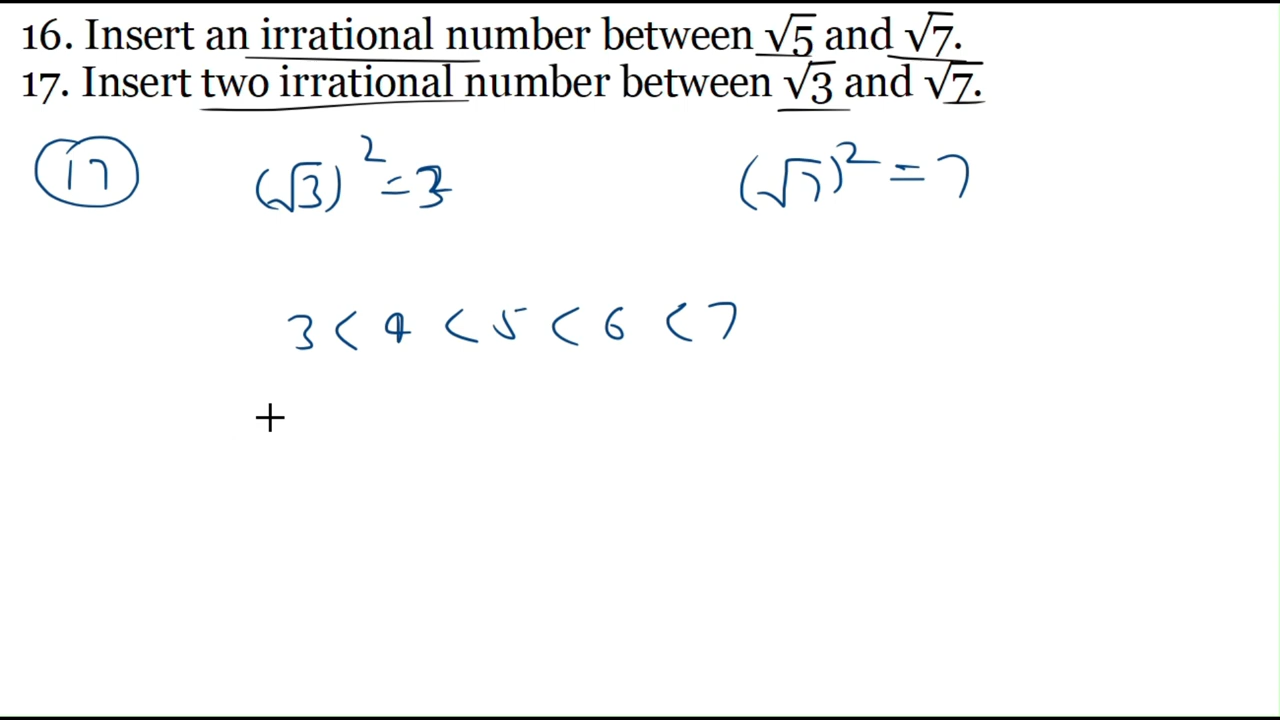 16. Insert an irrational number between √5 and √7.
17. Insert two irrational number between √3 and √7.
17 (√3)² = 3 (√7)² = 7
3 < 4 < 5 < 6 < 7